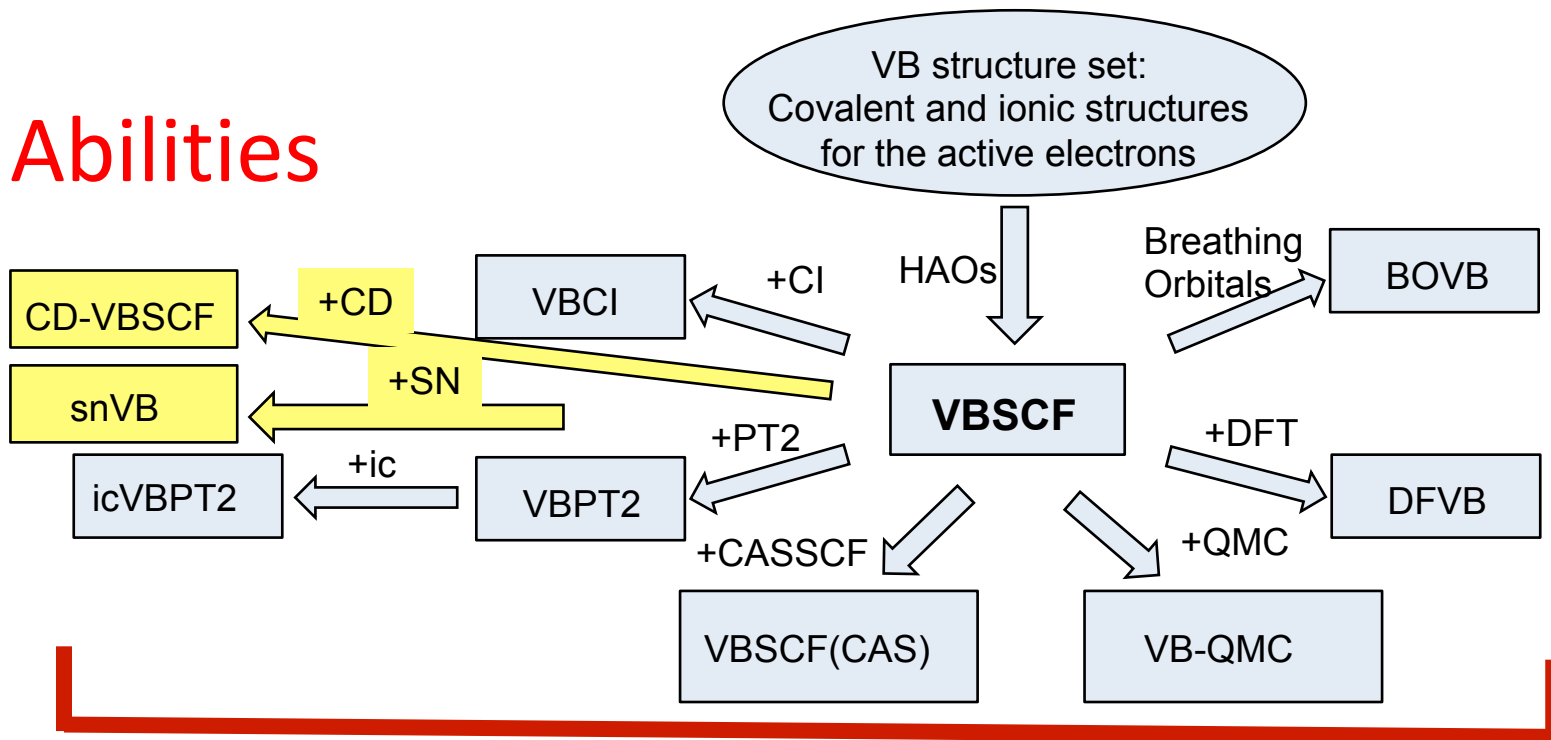 Abilities
VB structure set:
Covalent and ionic structures
for the active electrons
HAOs
Breathing
Orbitals
BOVB
+CI
VBCI
+CD
CD-VBSCF
+SN
snVB
VBSCF
+PT2
VBPT2
+ic
icVBPT2
+DFT
DFVB
+CASSCF
VBSCF(CAS)
+QMC
VB-QMC